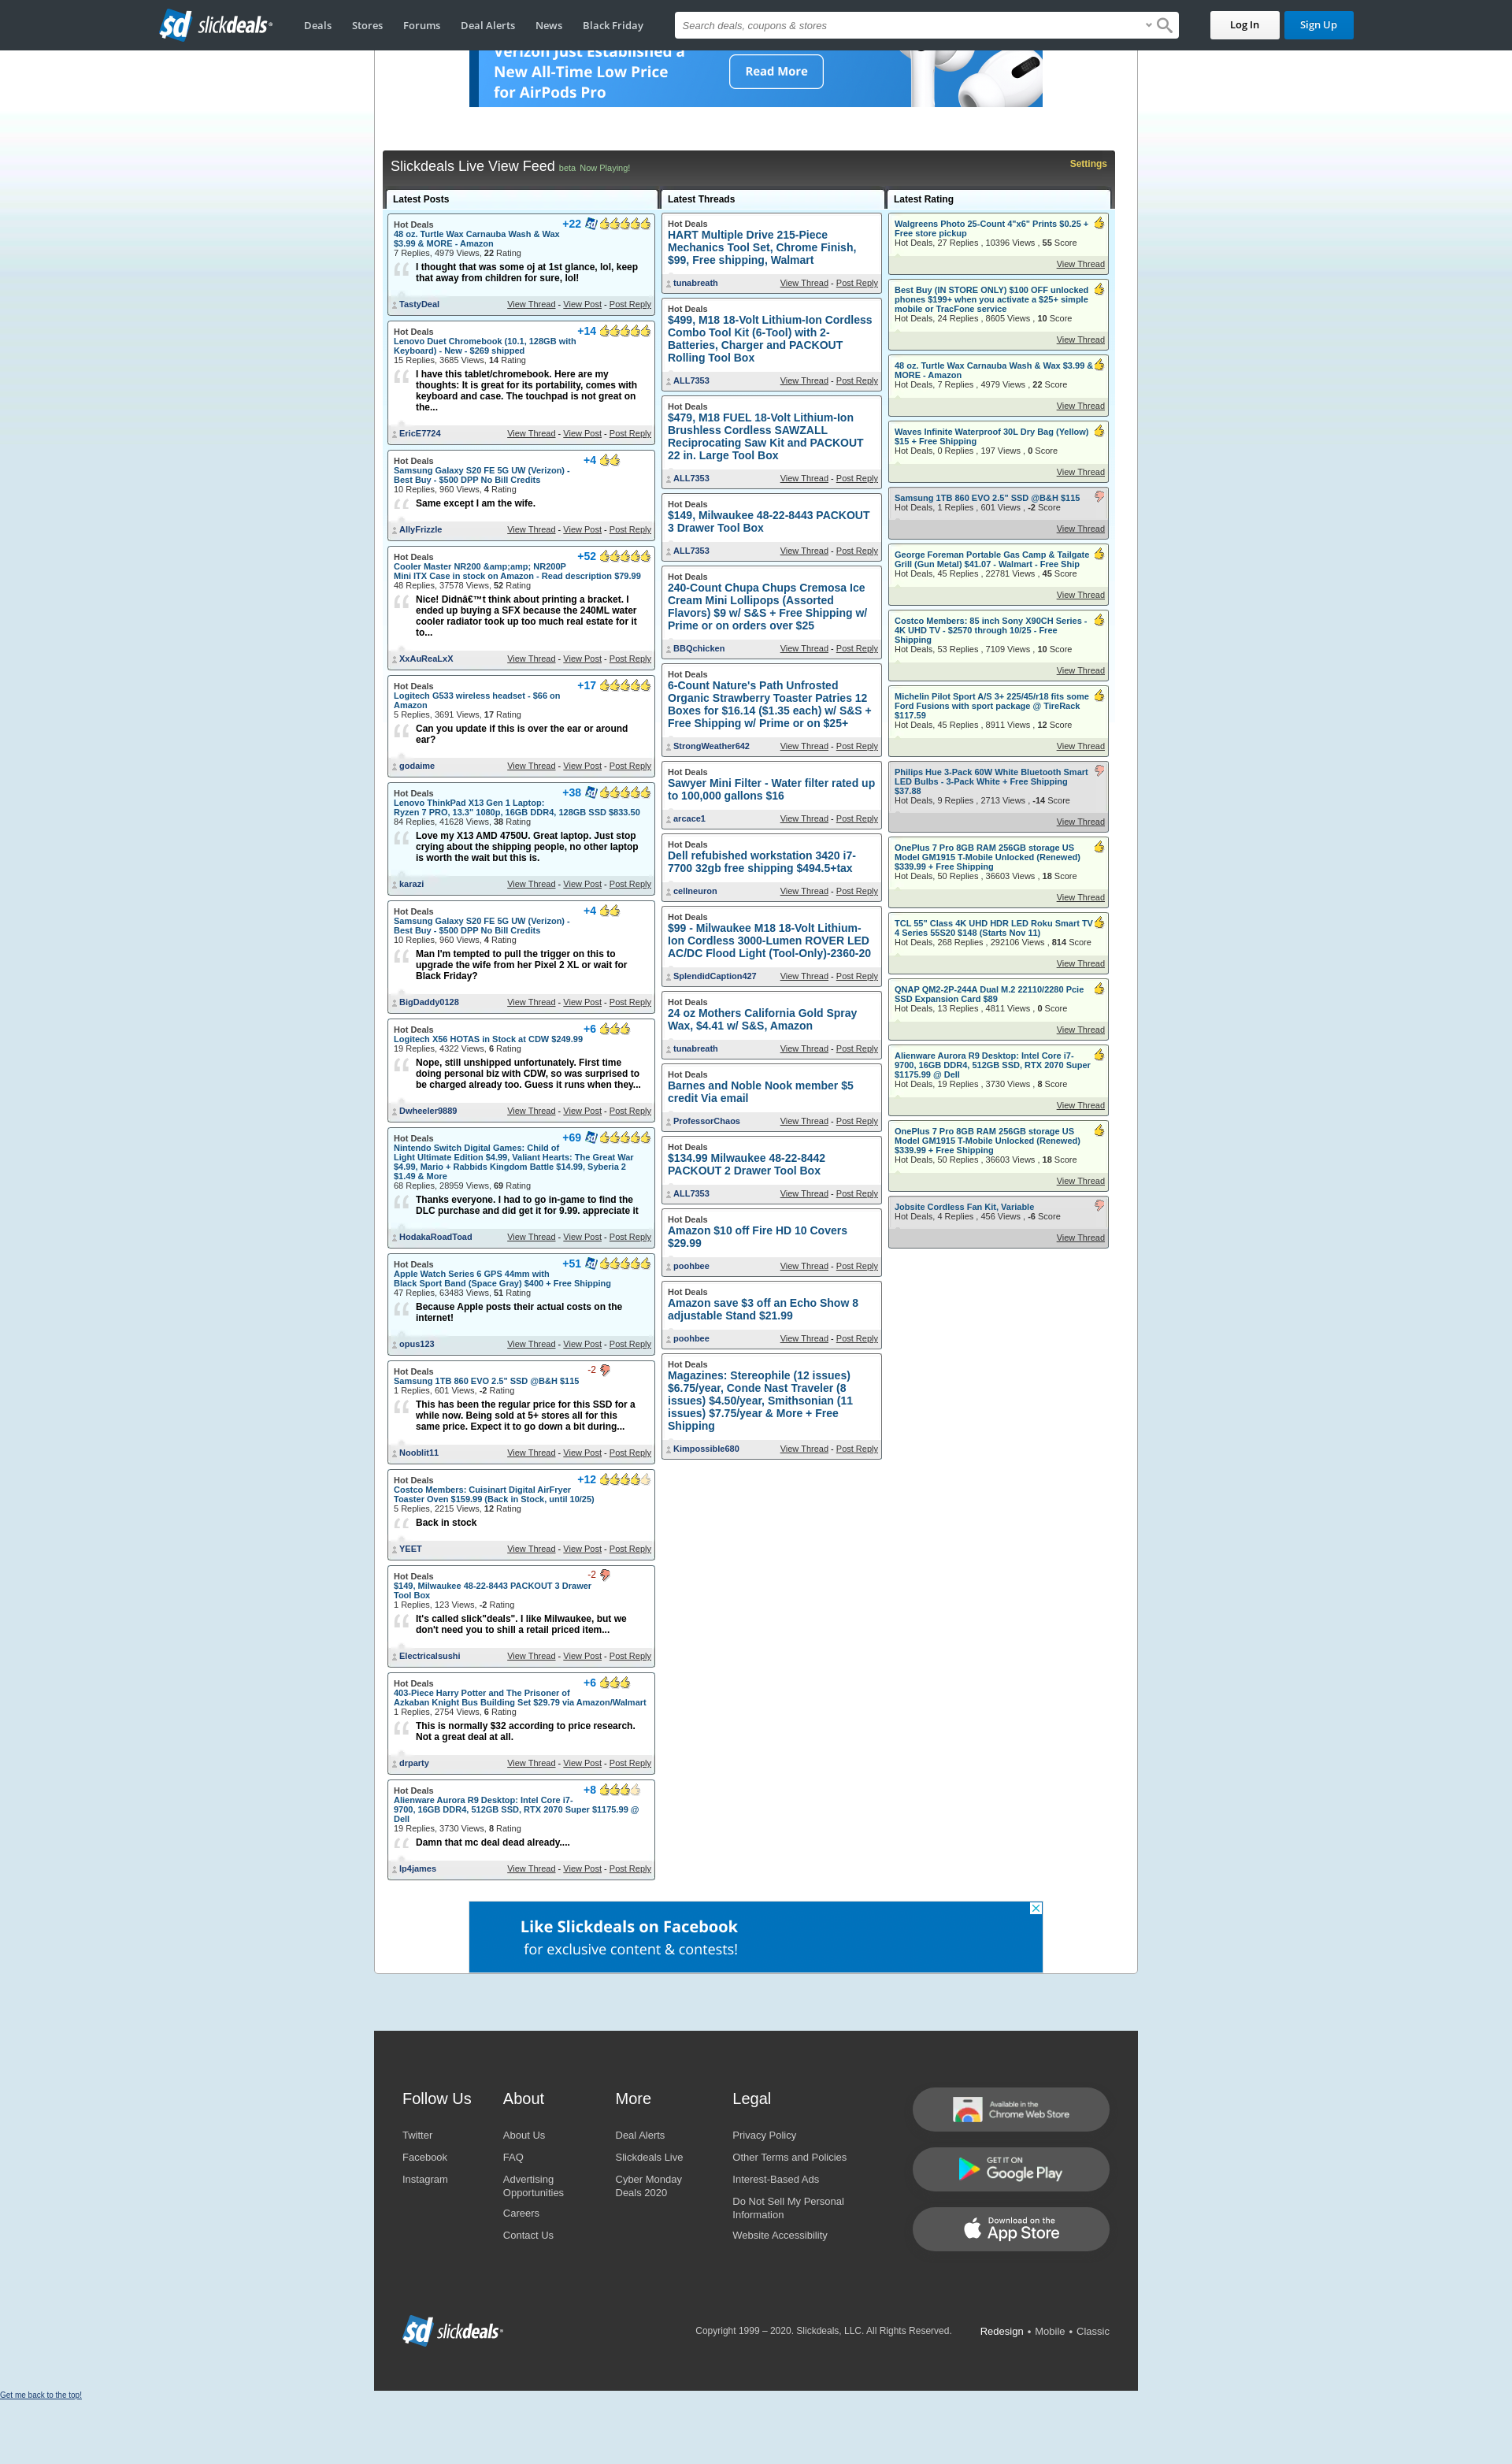 sd slickdeals
Deals Stores Forums Deal Alerts News Black Friday
Search deals, coupons & stores
Log In Sign Up
Verizon Just Established a
New All-Time Low Price
for AirPods Pro
Read More
Slickdeals Live View Feed beta Now Playing!
Settings
Latest Posts
Hot Deals +22
48 oz. Turtle Wax Carnauba Wash & Wax
$3.99 & MORE - Amazon
7 Replies, 4979 Views, 22 Rating
I thought that was some oj at 1st glance, lol, keep
that away from children for sure, lol!
TastyDeal View Thread - View Post - Post Reply
Hot Deals +14
Lenovo Duet Chromebook (10.1, 128GB with
Keyboard) - New - $269 shipped
15 Replies, 3685 Views, 14 Rating
I have this tablet/chromebook. Here are my
thoughts: It is great for its portability, comes with
keyboard and case. The touchpad is not great on
the...
EricE7724 View Thread - View Post - Post Reply
Hot Deals +4
Samsung Galaxy S20 FE 5G UW (Verizon) -
Best Buy - $500 DPP No Bill Credits
10 Replies, 960 Views, 4 Rating
Same except I am the wife.
AllyFrizzle View Thread - View Post - Post Reply
Hot Deals +52
Cooler Master NR200 &amp;amp; NR200P
Mini ITX Case in stock on Amazon - Read description $79.99
48 Replies, 37578 Views, 52 Rating
Nice! Didnâ€™t think about printing a bracket. I
ended up buying a SFX because the 240ML water
cooler radiator took up too much real estate for it
to...
XxAuReaLxX View Thread - View Post - Post Reply
Hot Deals +17
Logitech G533 wireless headset - $66 on
Amazon
5 Replies, 3691 Views, 17 Rating
Can you update if this is over the ear or around
ear?
godaime View Thread - View Post - Post Reply
Hot Deals +38
Lenovo ThinkPad X13 Gen 1 Laptop:
Ryzen 7 PRO, 13.3" 1080p, 16GB DDR4, 128GB SSD $833.50
84 Replies, 41628 Views, 38 Rating
Love my X13 AMD 4750U. Great laptop. Just stop
crying about the shipping people, no other laptop
is worth the wait but this is.
karazi View Thread - View Post - Post Reply
Hot Deals +4
Samsung Galaxy S20 FE 5G UW (Verizon) -
Best Buy - $500 DPP No Bill Credits
10 Replies, 960 Views, 4 Rating
Man I'm tempted to pull the trigger on this to
upgrade the wife from her Pixel 2 XL or wait for
Black Friday?
BigDaddy0128 View Thread - View Post - Post Reply
Hot Deals +6
Logitech X56 HOTAS in Stock at CDW $249.99
19 Replies, 4322 Views, 6 Rating
Nope, still unshipped unfortunately. First time
doing personal biz with CDW, so was surprised to
be charged already too. Guess it runs when they...
Dwheeler9889 View Thread - View Post - Post Reply
Hot Deals +69
Nintendo Switch Digital Games: Child of
Light Ultimate Edition $4.99, Valiant Hearts: The Great War
$4.99, Mario + Rabbids Kingdom Battle $14.99, Syberia 2
$1.49 & More
68 Replies, 28959 Views, 69 Rating
Thanks everyone. I had to go in-game to find the
DLC purchase and did get it for 9.99. appreciate it
HodakaRoadToad View Thread - View Post - Post Reply
Hot Deals +51
Apple Watch Series 6 GPS 44mm with
Black Sport Band (Space Gray) $400 + Free Shipping
47 Replies, 63483 Views, 51 Rating
Because Apple posts their actual costs on the
internet!
opus123 View Thread - View Post - Post Reply
Hot Deals -2
Samsung 1TB 860 EVO 2.5" SSD @B&H $115
1 Replies, 601 Views, -2 Rating
This has been the regular price for this SSD for a
while now. Being sold at 5+ stores all for this
same price. Expect it to go down a bit during...
Nooblit11 View Thread - View Post - Post Reply
Hot Deals +12
Costco Members: Cuisinart Digital AirFryer
Toaster Oven $159.99 (Back in Stock, until 10/25)
5 Replies, 2215 Views, 12 Rating
Back in stock
YEET View Thread - View Post - Post Reply
Hot Deals -2
$149, Milwaukee 48-22-8443 PACKOUT 3 Drawer
Tool Box
1 Replies, 123 Views, -2 Rating
It's called slick"deals". I like Milwaukee, but we
don't need you to shill a retail priced item...
Electricalsushi View Thread - View Post - Post Reply
Hot Deals +6
403-Piece Harry Potter and The Prisoner of
Azkaban Knight Bus Building Set $29.79 via Amazon/Walmart
1 Replies, 2754 Views, 6 Rating
This is normally $32 according to price research.
Not a great deal at all.
drparty View Thread - View Post - Post Reply
Hot Deals +8
Alienware Aurora R9 Desktop: Intel Core i7-
9700, 16GB DDR4, 512GB SSD, RTX 2070 Super $1175.99 @
Dell
19 Replies, 3730 Views, 8 Rating
Damn that mc deal dead already....
lp4james View Thread - View Post - Post Reply
Latest Threads
Hot Deals
HART Multiple Drive 215-Piece
Mechanics Tool Set, Chrome Finish,
$99, Free shipping, Walmart
tunabreath View Thread - Post Reply
Hot Deals
$499, M18 18-Volt Lithium-Ion Cordless
Combo Tool Kit (6-Tool) with 2-
Batteries, Charger and PACKOUT
Rolling Tool Box
ALL7353 View Thread - Post Reply
Hot Deals
$479, M18 FUEL 18-Volt Lithium-Ion
Brushless Cordless SAWZALL
Reciprocating Saw Kit and PACKOUT
22 in. Large Tool Box
ALL7353 View Thread - Post Reply
Hot Deals
$149, Milwaukee 48-22-8443 PACKOUT
3 Drawer Tool Box
ALL7353 View Thread - Post Reply
Hot Deals
240-Count Chupa Chups Cremosa Ice
Cream Mini Lollipops (Assorted
Flavors) $9 w/ S&S + Free Shipping w/
Prime or on orders over $25
BBQchicken View Thread - Post Reply
Hot Deals
6-Count Nature's Path Unfrosted
Organic Strawberry Toaster Patries 12
Boxes for $16.14 ($1.35 each) w/ S&S +
Free Shipping w/ Prime or on $25+
StrongWeather642 View Thread - Post Reply
Hot Deals
Sawyer Mini Filter - Water filter rated up
to 100,000 gallons $16
arcace1 View Thread - Post Reply
Hot Deals
Dell refubished workstation 3420 i7-
7700 32gb free shipping $494.5+tax
cellneuron View Thread - Post Reply
Hot Deals
$99 - Milwaukee M18 18-Volt Lithium-
Ion Cordless 3000-Lumen ROVER LED
AC/DC Flood Light (Tool-Only)-2360-20
SplendidCaption427 View Thread - Post Reply
Hot Deals
24 oz Mothers California Gold Spray
Wax, $4.41 w/ S&S, Amazon
tunabreath View Thread - Post Reply
Hot Deals
Barnes and Noble Nook member $5
credit Via email
ProfessorChaos View Thread - Post Reply
Hot Deals
$134.99 Milwaukee 48-22-8442
PACKOUT 2 Drawer Tool Box
ALL7353 View Thread - Post Reply
Hot Deals
Amazon $10 off Fire HD 10 Covers
$29.99
poohbee View Thread - Post Reply
Hot Deals
Amazon save $3 off an Echo Show 8
adjustable Stand $21.99
poohbee View Thread - Post Reply
Hot Deals
Magazines: Stereophile (12 issues)
$6.75/year, Conde Nast Traveler (8
issues) $4.50/year, Smithsonian (11
issues) $7.75/year & More + Free
Shipping
Kimpossible680 View Thread - Post Reply
Latest Rating
Walgreens Photo 25-Count 4"x6" Prints $0.25 +
Free store pickup
Hot Deals, 27 Replies , 10396 Views , 55 Score
View Thread
Best Buy (IN STORE ONLY) $100 OFF unlocked
phones $199+ when you activate a $25+ simple
mobile or TracFone service
Hot Deals, 24 Replies , 8605 Views , 10 Score
View Thread
48 oz. Turtle Wax Carnauba Wash & Wax $3.99 &
MORE - Amazon
Hot Deals, 7 Replies , 4979 Views , 22 Score
View Thread
Waves Infinite Waterproof 30L Dry Bag (Yellow)
$15 + Free Shipping
Hot Deals, 0 Replies , 197 Views , 0 Score
View Thread
Samsung 1TB 860 EVO 2.5" SSD @B&H $115
Hot Deals, 1 Replies , 601 Views , -2 Score
View Thread
George Foreman Portable Gas Camp & Tailgate
Grill (Gun Metal) $41.07 - Walmart - Free Ship
Hot Deals, 45 Replies , 22781 Views , 45 Score
View Thread
Costco Members: 85 inch Sony X90CH Series -
4K UHD TV - $2570 through 10/25 - Free
Shipping
Hot Deals, 53 Replies , 7109 Views , 10 Score
View Thread
Michelin Pilot Sport A/S 3+ 225/45/r18 fits some
Ford Fusions with sport package @ TireRack
$117.59
Hot Deals, 45 Replies , 8911 Views , 12 Score
View Thread
Philips Hue 3-Pack 60W White Bluetooth Smart
LED Bulbs - 3-Pack White + Free Shipping
$37.88
Hot Deals, 9 Replies , 2713 Views , -14 Score
View Thread
OnePlus 7 Pro 8GB RAM 256GB storage US
Model GM1915 T-Mobile Unlocked (Renewed)
$339.99 + Free Shipping
Hot Deals, 50 Replies , 36603 Views , 18 Score
View Thread
TCL 55" Class 4K UHD HDR LED Roku Smart TV
4 Series 55S20 $148 (Starts Nov 11)
Hot Deals, 268 Replies , 292106 Views , 814 Score
View Thread
QNAP QM2-2P-244A Dual M.2 22110/2280 Pcie
SSD Expansion Card $89
Hot Deals, 13 Replies , 4811 Views , 0 Score
View Thread
Alienware Aurora R9 Desktop: Intel Core i7-
9700, 16GB DDR4, 512GB SSD, RTX 2070 Super
$1175.99 @ Dell
Hot Deals, 19 Replies , 3730 Views , 8 Score
View Thread
OnePlus 7 Pro 8GB RAM 256GB storage US
Model GM1915 T-Mobile Unlocked (Renewed)
$339.99 + Free Shipping
Hot Deals, 50 Replies , 36603 Views , 18 Score
View Thread
Jobsite Cordless Fan Kit, Variable
Hot Deals, 4 Replies , 456 Views , -6 Score
View Thread
Like Slickdeals on Facebook
for exclusive content & contests!
Follow Us
Twitter
Facebook
Instagram
About
About Us
FAQ
Advertising
Opportunities
Careers
Contact Us
More
Deal Alerts
Slickdeals Live
Cyber Monday
Deals 2020
Legal
Privacy Policy
Other Terms and Policies
Interest-Based Ads
Do Not Sell My Personal
Information
Website Accessibility
Available in the
Chrome Web Store
GET IT ON
Google Play
Download on the
App Store
sd slickdeals
Copyright 1999 – 2020. Slickdeals, LLC. All Rights Reserved.
Redesign • Mobile • Classic
Get me back to the top!